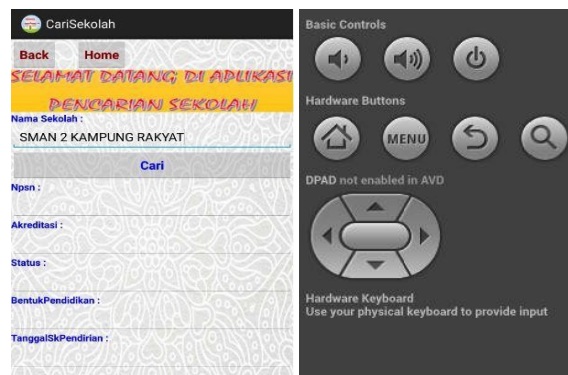 CariSekolah
Back Home
SELAMAT DATANG DI APLIKASI
PENCARIAN SEKOLAH
Nama Sekolah :
SMAN 2 KAMPUNG RAKYAT
Cari
Npsn :
Akreditasi :
Status :
BentukPendidikan :
TanggalSkPendirian :
Basic Controls
Hardware Buttons
MENU
DPAD not enabled in AVD
Hardware Keyboard
Use your physical keyboard to provide input